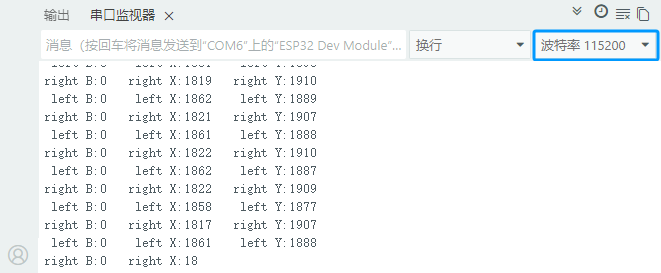 输出 串口监视器
消息（按回车将消息发送到“COM6”上的“ESP32 Dev Module”... 换行 波特率 115200
right B:0 right X:1819 right Y:1910
left B:0 left X:1862 left Y:1889
right B:0 right X:1821 right Y:1907
left B:0 left X:1861 left Y:1888
right B:0 right X:1822 right Y:1910
left B:0 left X:1862 left Y:1887
right B:0 right X:1822 right Y:1909
left B:0 left X:1858 left Y:1877
right B:0 right X:1817 right Y:1907
left B:0 left X:1861 left Y:1888
right B:0 right X:18